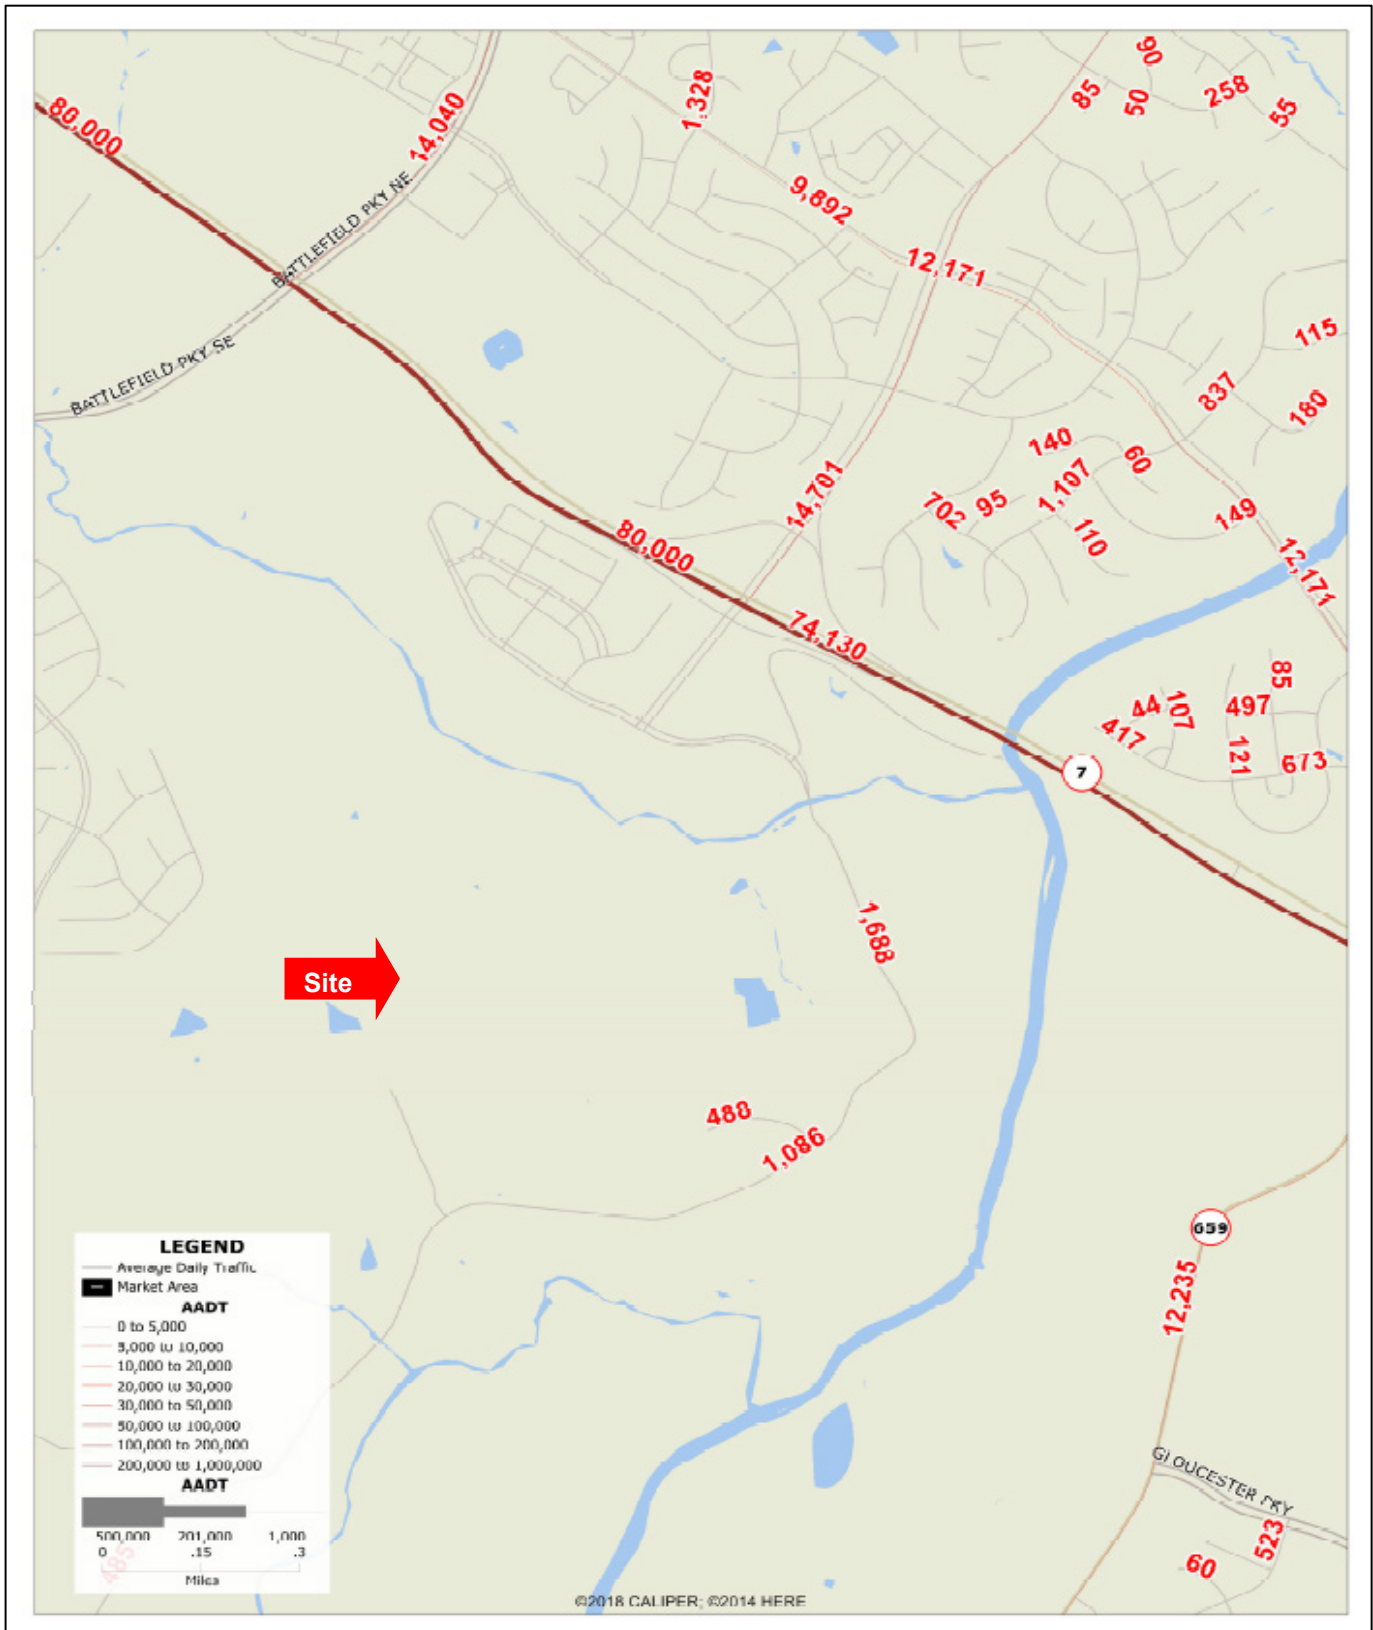 80,000
14,040
1,328
90
85
50
258
55
BATTLEFIELD PKY NE
9,892
12,171
BATTLEFIELD PKY SE
115
837
180
140
60
1,107
14,701
702
95
110
149
80,000
12,171
74,130
85
44
107
497
417
121
673
7
1,688
Site
488
1,086
659
12,235
LEGEND
Average Daily Traffic
Market Area
AADT
0 to 5,000
5,000 to 10,000
10,000 to 20,000
20,000 to 30,000
30,000 to 50,000
50,000 to 100,000
100,000 to 200,000
200,000 to 1,000,000
AADT
500,000 201,000 1,000
0 .15 .3
Miles
485
GLOUCESTER PKY
523
60
©2018 CALIPER; ©2014 HERE